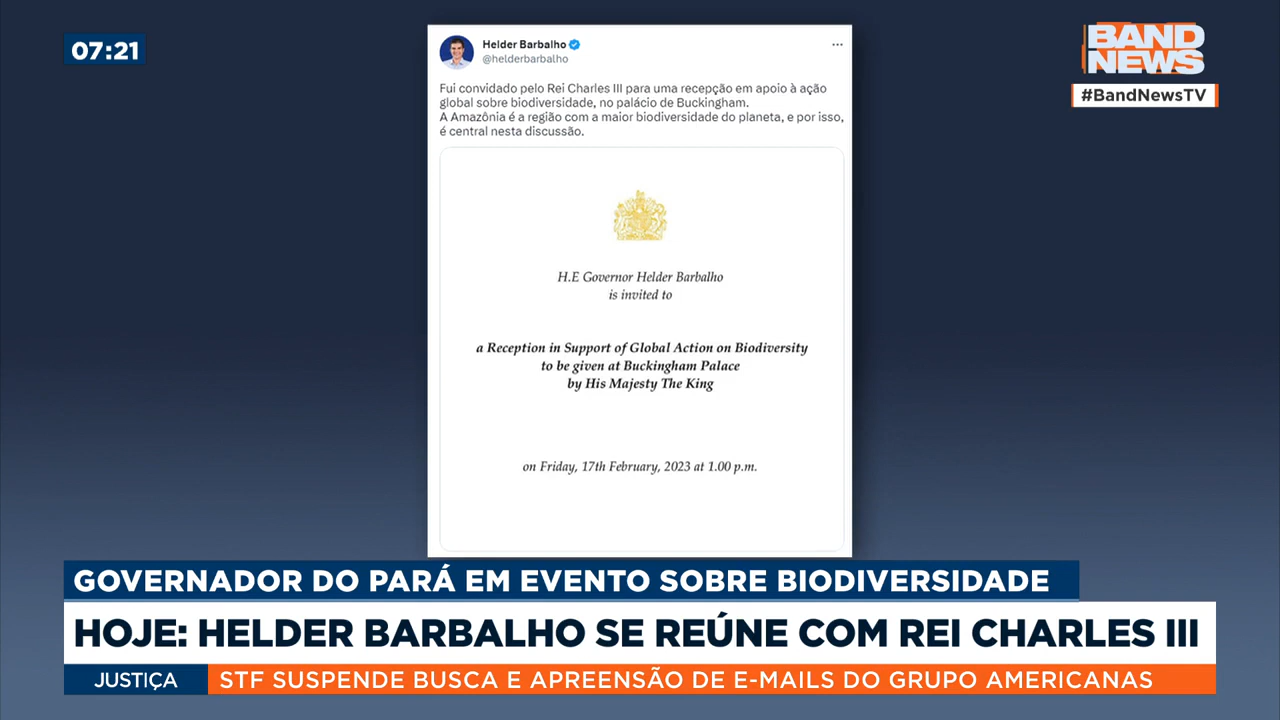 07:21
BAND
NEWS
#BandNewsTV
Helder Barbalho
@helderbarbalho
Fui convidado pelo Rei Charles III para uma recepção em apoio à ação
global sobre biodiversidade, no palácio de Buckingham.
A Amazônia é a região com a maior biodiversidade do planeta, e por isso,
é central nesta discussão.
H.E Governor Helder Barbalho
is invited to
a Reception in Support of Global Action on Biodiversity
to be given at Buckingham Palace
by His Majesty The King
on Friday, 17th February, 2023 at 1.00 p.m.
GOVERNADOR DO PARÁ EM EVENTO SOBRE BIODIVERSIDADE
HOJE: HELDER BARBALHO SE REÚNE COM REI CHARLES III
JUSTIÇA STF SUSPENDE BUSCA E APREENSÃO DE E-MAILS DO GRUPO AMERICANAS